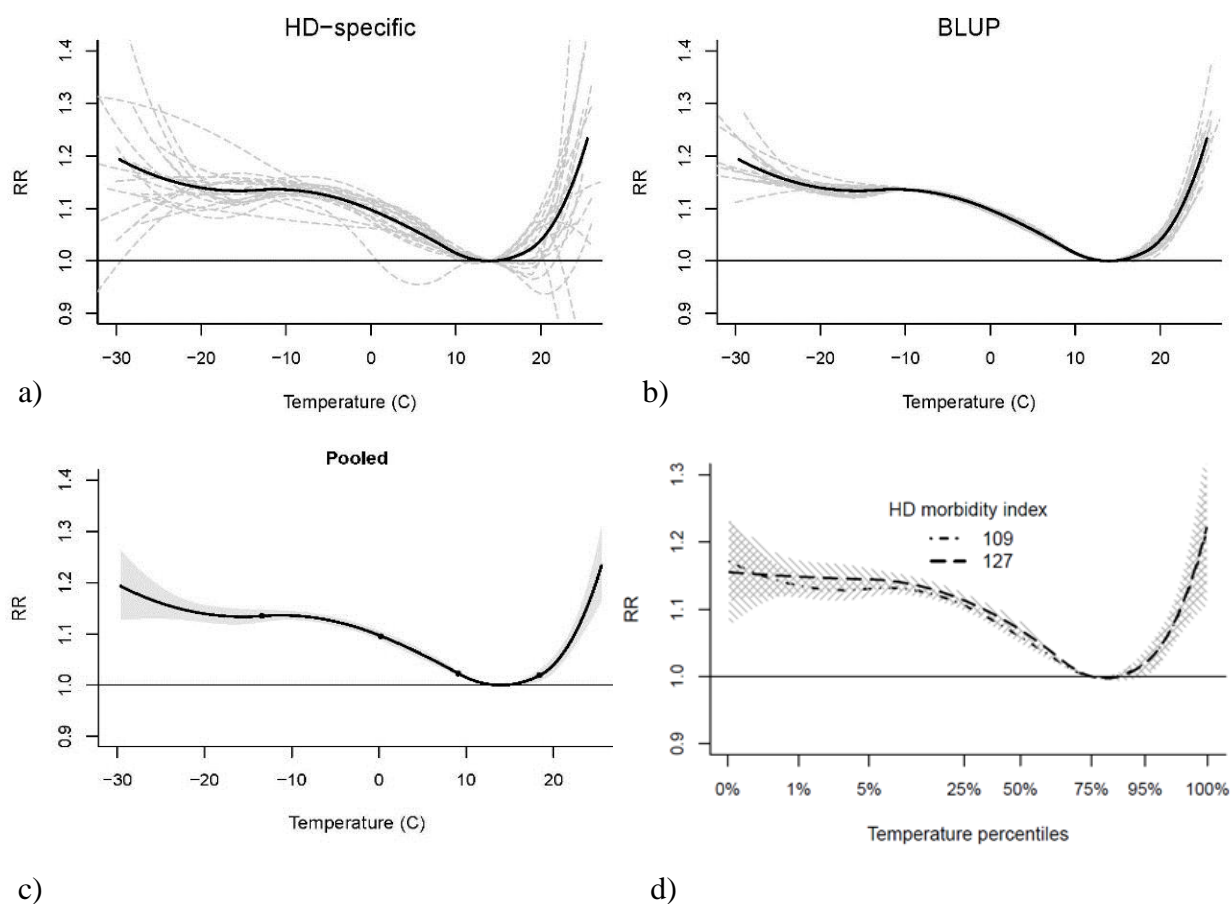 HD−specific
1.4
1.3
1.2
1.1
1.0
0.9
RR
−30 −20 −10 0 10 20
Temperature (C)
a)
BLUP
1.4
1.3
1.2
1.1
1.0
0.9
RR
−30 −20 −10 0 10 20
Temperature (C)
b)
Pooled
1.4
1.3
1.2
1.1
1.0
0.9
RR
−30 −20 −10 0 10 20
Temperature (C)
c)
1.3
1.2
1.1
1.0
0.9
RR
HD morbidity index
109
127
0% 1% 5% 25% 50% 75% 95% 100%
Temperature percentiles
d)